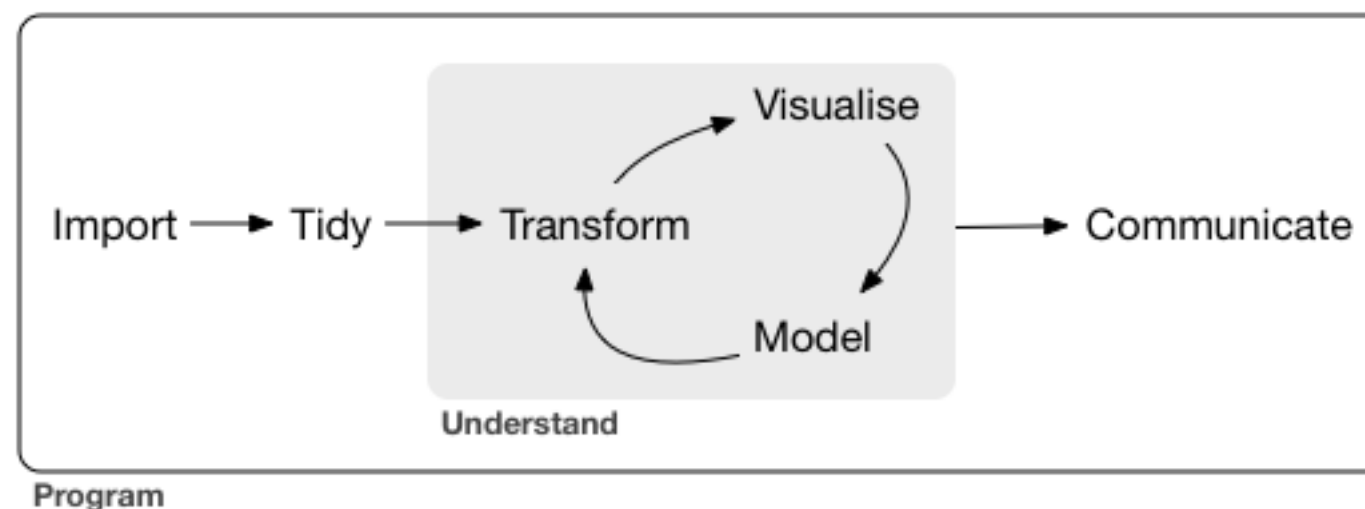 Visualise
Import Tidy Transform Communicate
Model
Understand
Program